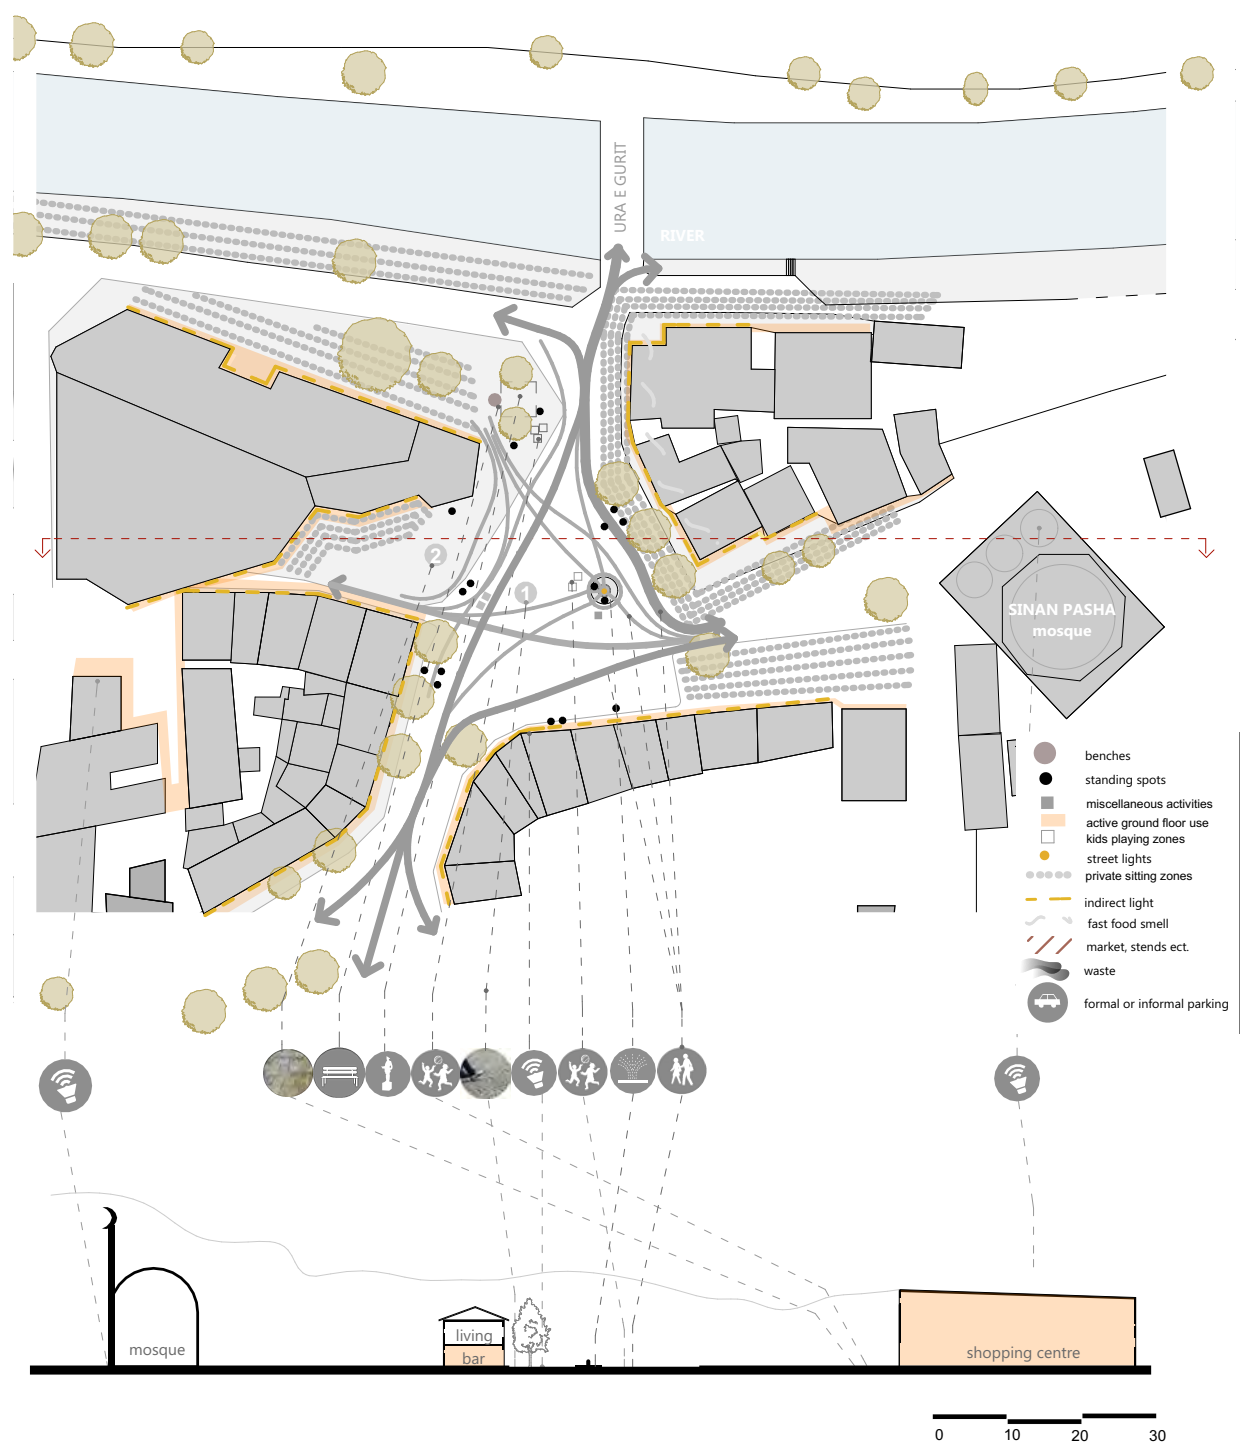 URA E GURIT
RIVER
2
1
SINAN PASHA
mosque
benches
standing spots
miscellaneous activities
active ground floor use
kids playing zones
street lights
private sitting zones
indirect light
fast food smell
market, stends ect.
waste
formal or informal parking
mosque
living
bar
shopping centre
0 10 20 30